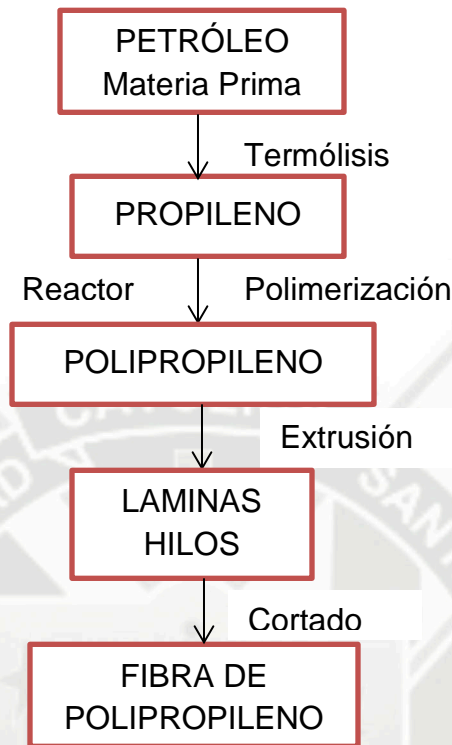 PETRÓLEO
Materia Prima
Termólisis
PROPILENO
Reactor Polimerización
POLIPROPILENO
Extrusión
LAMINAS
HILOS
Cortado
FIBRA DE
POLIPROPILENO